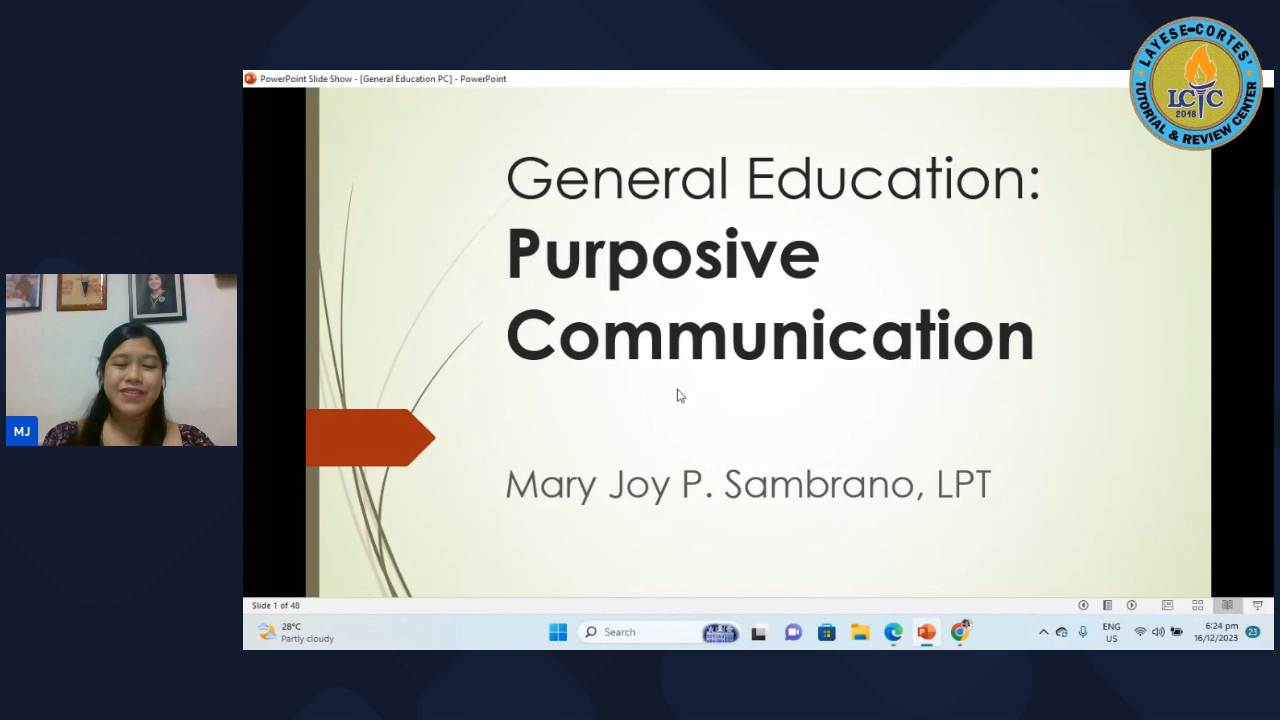 LAYESE-CORTES'
LCTC
2018
TUTORIAL & REVIEW CENTER
PowerPoint Slide Show - [General Education PC] - PowerPoint
General Education:
Purposive
Communication
Mary Joy P. Sambrano, LPT
MJ
Slide 1 of 48
28°C
Partly cloudy
Search
ENG
US
6:24 pm
16/12/2023
23